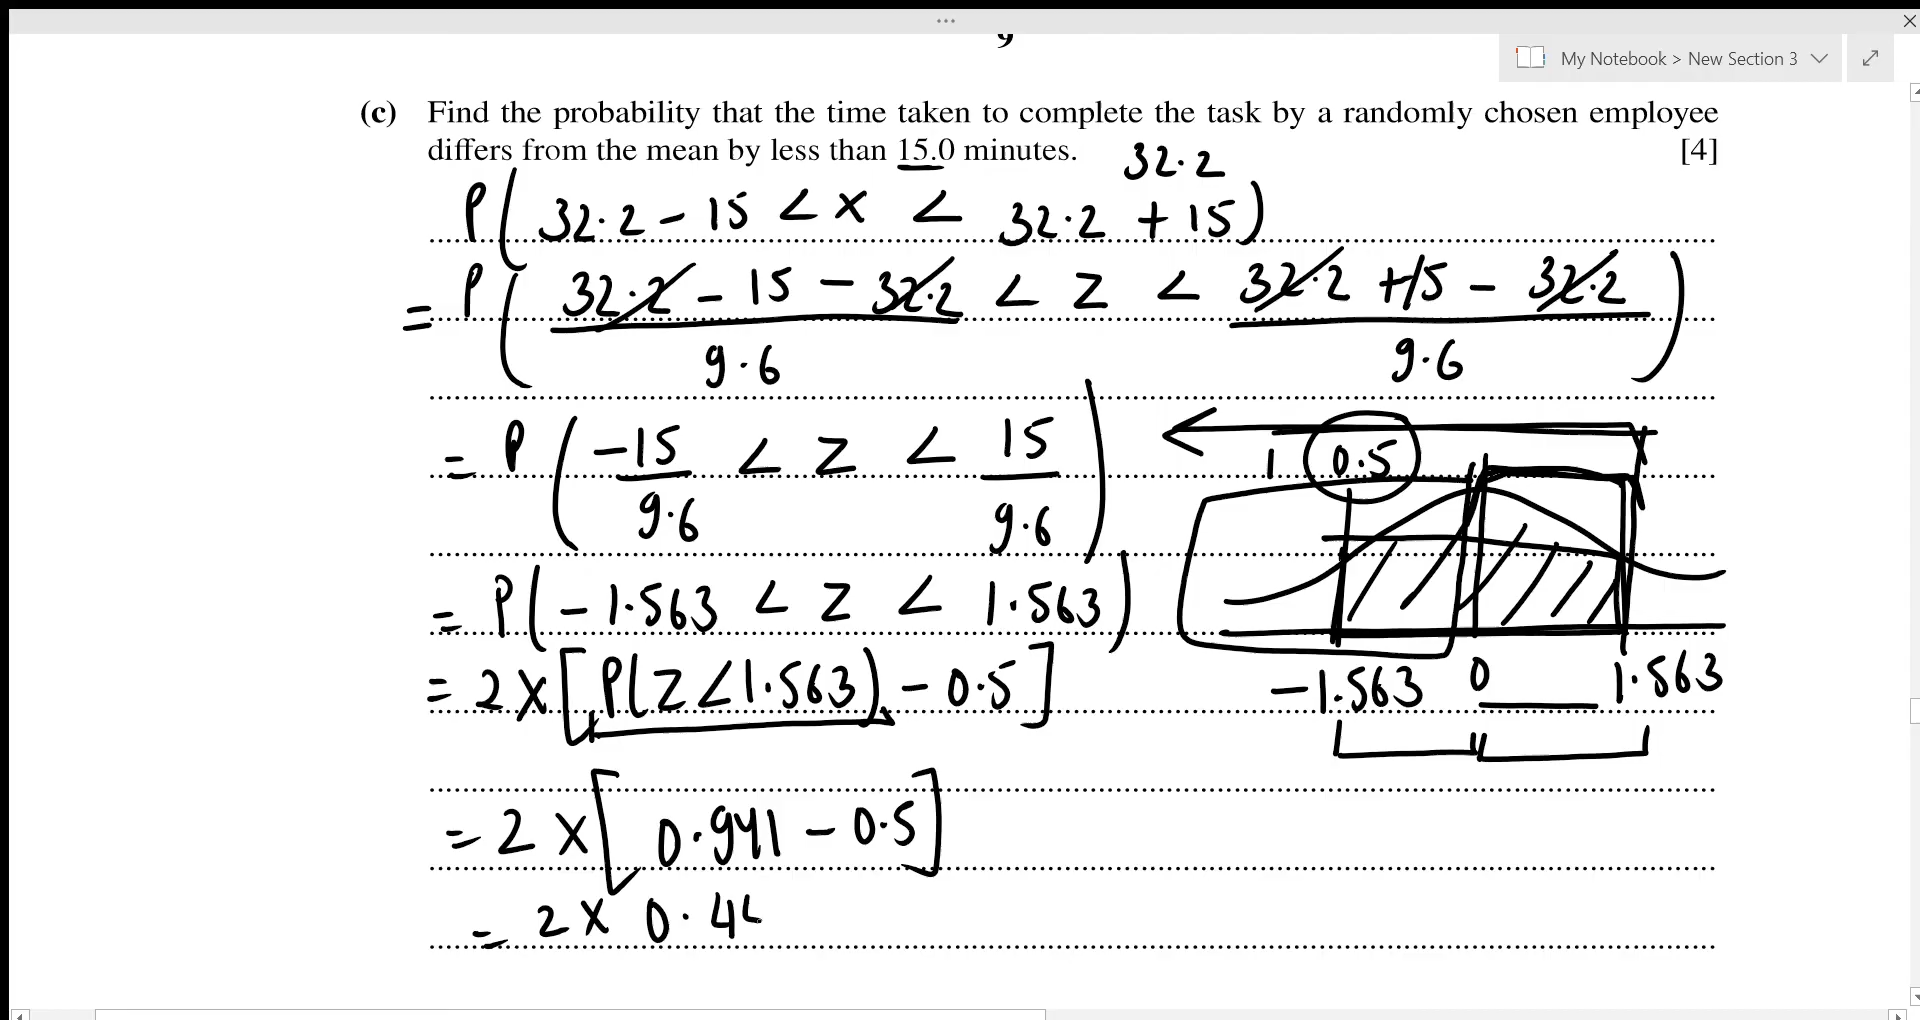 9
My Notebook > New Section 3
(c) Find the probability that the time taken to complete the task by a randomly chosen employee
differs from the mean by less than 15.0 minutes. [4]
32.2
P(32.2 - 15 < X < 32.2 + 15)
= P(32.2 - 15 - 32.2 / 9.6 < Z < 32.2 + 15 - 32.2 / 9.6)
= P(-15 / 9.6 < Z < 15 / 9.6)
1 0.5
= P(-1.563 < Z < 1.563)
= 2 × [P(Z < 1.563) - 0.5]
-1.563 0 1.563
= 2 × [0.941 - 0.5]
= 2 × 0.44